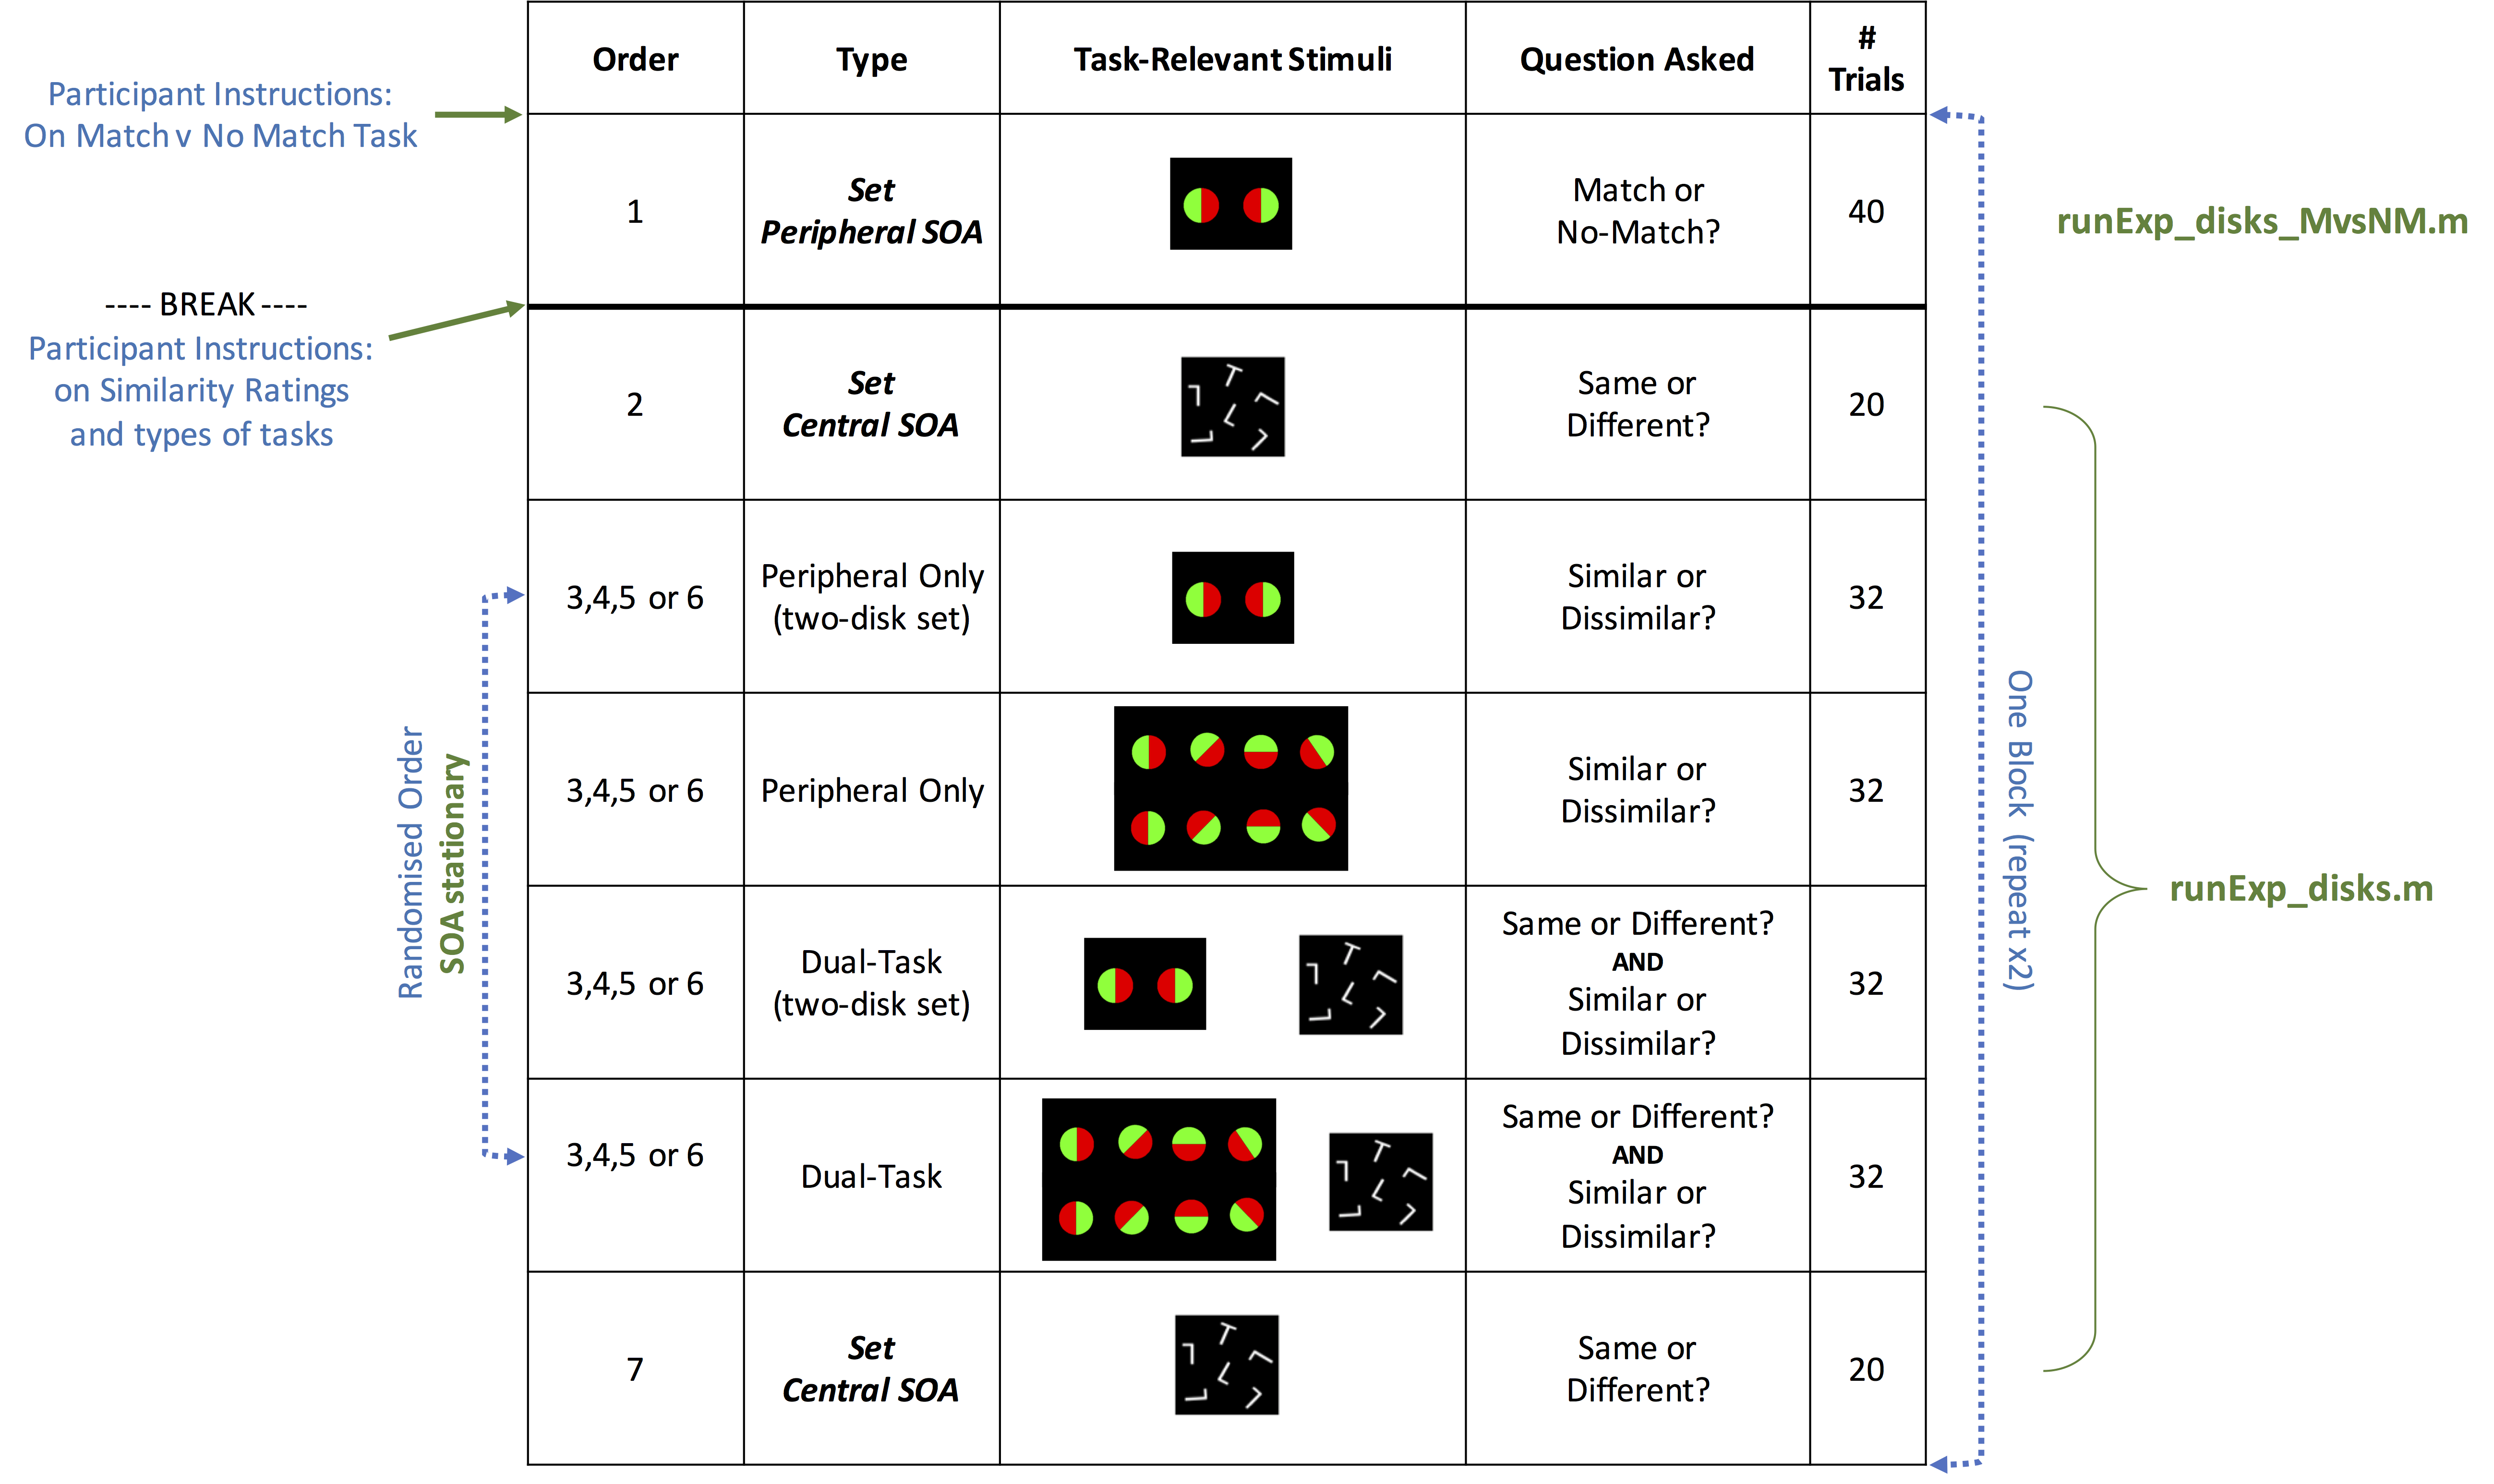 Order
Type
Task-Relevant Stimuli
Question Asked
#
Trials
Participant Instructions:
On Match v No Match Task
1
Set
Peripheral SOA
Match or
No-Match?
40
runExp_disks_MvsNM.m
---- BREAK ----
Participant Instructions:
on Similarity Ratings
and types of tasks
2
Set
Central SOA
Same or
Different?
20
3,4,5 or 6
Peripheral Only
(two-disk set)
Similar or
Dissimilar?
32
3,4,5 or 6
Peripheral Only
Similar or
Dissimilar?
32
Randomised Order
SOA stationary
One Block (repeat x2)
runExp_disks.m
3,4,5 or 6
Dual-Task
(two-disk set)
Same or Different?
AND
Similar or
Dissimilar?
32
3,4,5 or 6
Dual-Task
Same or Different?
AND
Similar or
Dissimilar?
32
7
Set
Central SOA
Same or
Different?
20